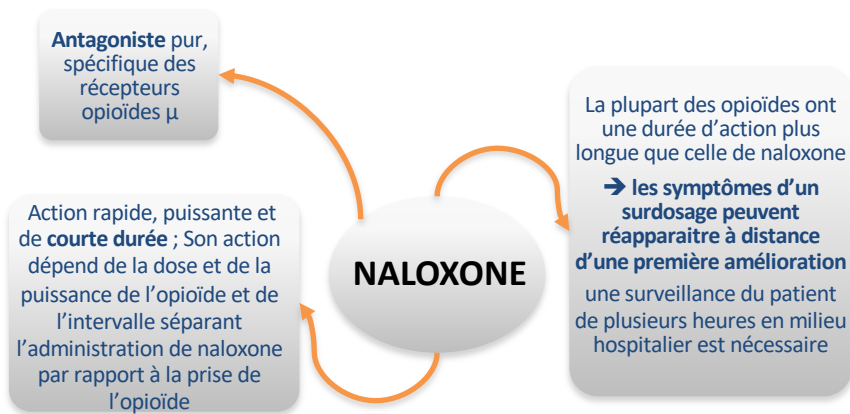 Antagoniste pur,
spécifique des
récepteurs
opioïdes µ
La plupart des opioïdes ont
une durée d’action plus
longue que celle de naloxone
➔ les symptômes d’un
surdosage peuvent
réapparaitre à distance
d’une première amélioration
une surveillance du patient
de plusieurs heures en milieu
hospitalier est nécessaire
Action rapide, puissante et
de courte durée ; Son action
dépend de la dose et de la
puissance de l’opioïde et de
l’intervalle séparant
l’administration de naloxone
par rapport à la prise de
l’opioïde
NALOXONE